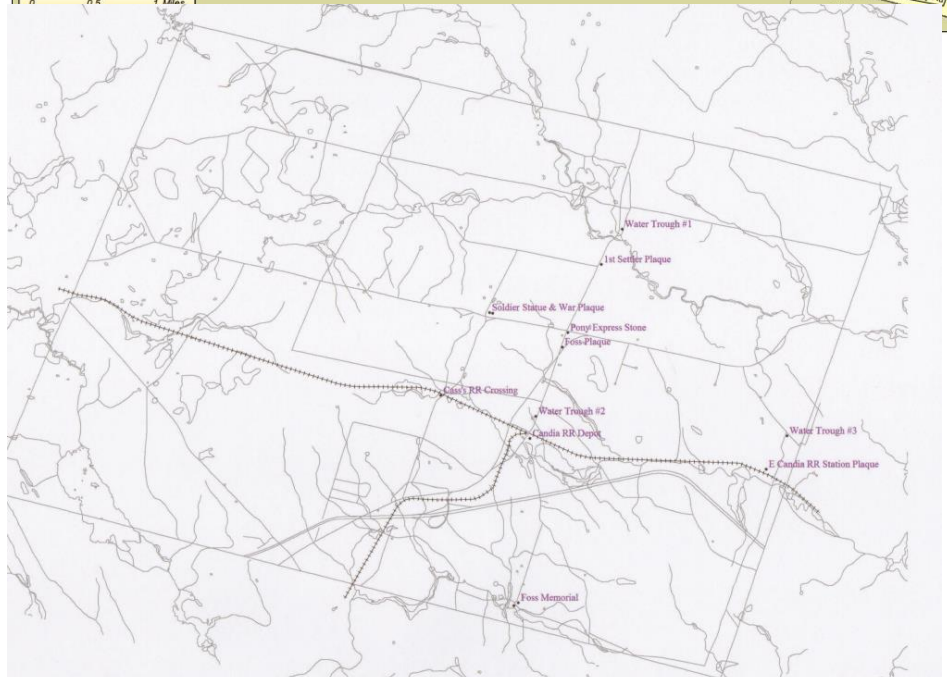 0 0.5 1 Miles
Water Trough #1
1st Settler Plaque
Soldier Statue & War Plaque
Pony Express Stone
Foss Plaque
Cass's RR Crossing
Water Trough #2
Candia RR Depot
Water Trough #3
E Candia RR Station Plaque
Foss Memorial